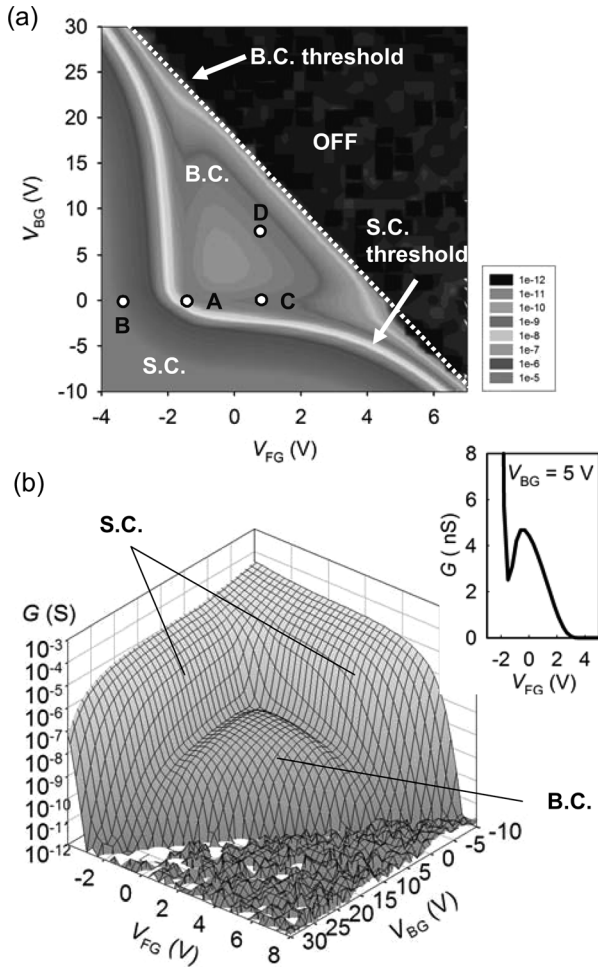 (a)
30
25
20
15
10
5
0
-5
-10
V_BG (V)
B.C. threshold
OFF
B.C.
D
S.C.
threshold
B
A
C
S.C.
-4
-2
0
2
4
6
V_FG (V)
1e-12
1e-11
1e-10
1e-9
1e-8
1e-7
1e-6
1e-5
(b)
S.C.
G (S)
10^-3
10^-4
10^-5
10^-6
10^-7
10^-8
10^-9
10^-10
10^-11
10^-12
-2
0
2
4
6
8
V_FG (V)
30
25
20
15
10
5
0
-5
-10
V_BG (V)
B.C.
V_BG = 5 V
8
6
4
2
0
G ( nS)
-2
0
2
4
V_FG (V)